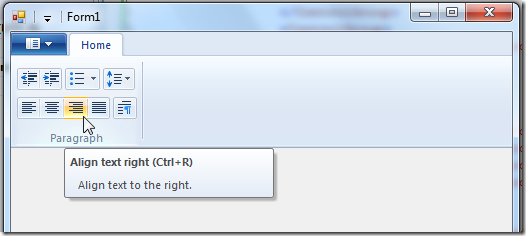 Form1
Home
Paragraph
Align text right (Ctrl+R)
Align text to the right.